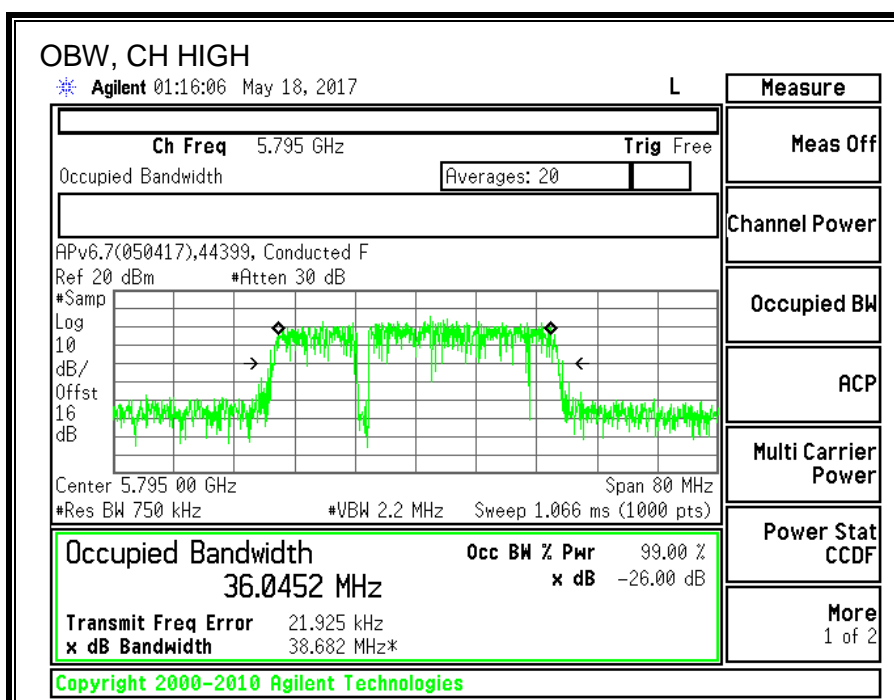 OBW, CH HIGH
Agilent 01:16:06 May 18, 2017 L
Measure
Ch Freq 5.795 GHz Trig Free
Meas Off
Occupied Bandwidth Averages: 20
Channel Power
APv6.7(050417),44399, Conducted F
Ref 20 dBm #Atten 30 dB
#Samp
Log
10
dB/
Offst
16
dB
Occupied BW
ACP
Multi Carrier
Power
Center 5.795 00 GHz Span 80 MHz
#Res BW 750 kHz #VBW 2.2 MHz Sweep 1.066 ms (1000 pts)
Power Stat
CCDF
Occupied Bandwidth Occ BW % Pwr 99.00 %
36.0452 MHz x dB -26.00 dB
Transmit Freq Error 21.925 kHz
x dB Bandwidth 38.682 MHz*
More
1 of 2
Copyright 2000-2010 Agilent Technologies